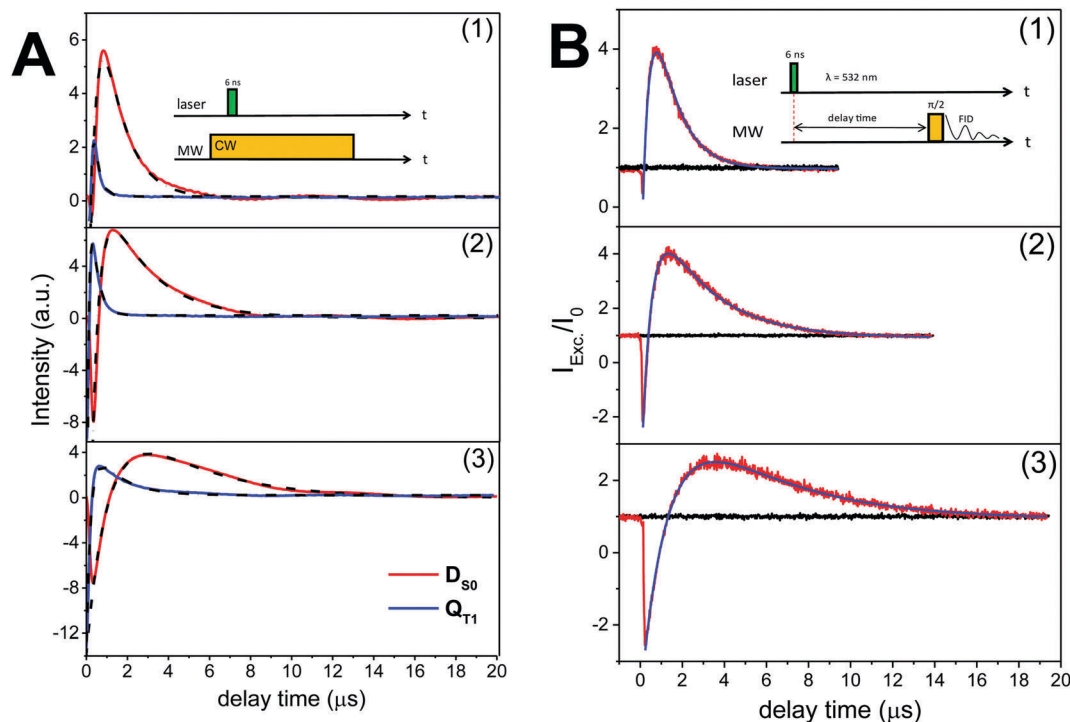 A
(1)
6
4
2
0
6 ns
laser
t
MW
CW
t
(2)
4
0
-4
-8
(3)
4
0
-4
-8
-12
D_S0
Q_T1
0 2 4 6 8 10 12 14 16 18 20
delay time (μs)
Intensity (a.u.)
B
(1)
4
2
1
6 ns
laser
λ = 532 nm
t
delay time
π/2
FID
MW
t
(2)
4
2
1
0
-2
(3)
2
1
0
-2
0 2 4 6 8 10 12 14 16 18 20
delay time (μs)
I_Exc./I_0